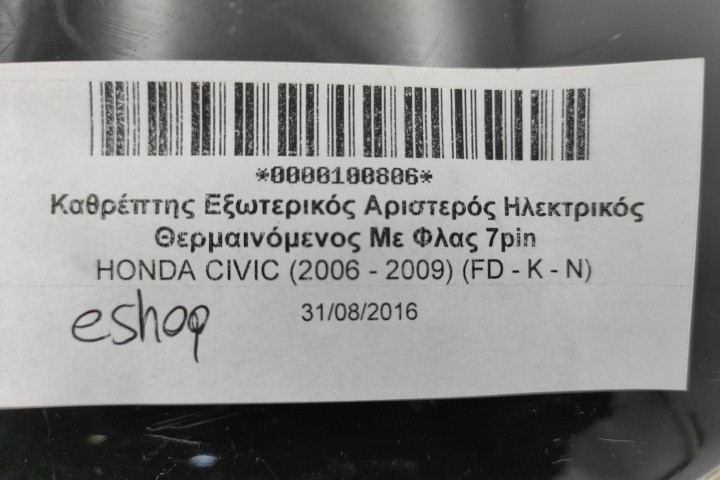 *0000100806*
Καθρέπτης Εξωτερικός Αριστερός Ηλεκτρικός
Θερμαινόμενος Με Φλας 7pin
HONDA CIVIC (2006 - 2009) (FD - K - N)
31/08/2016
eshop